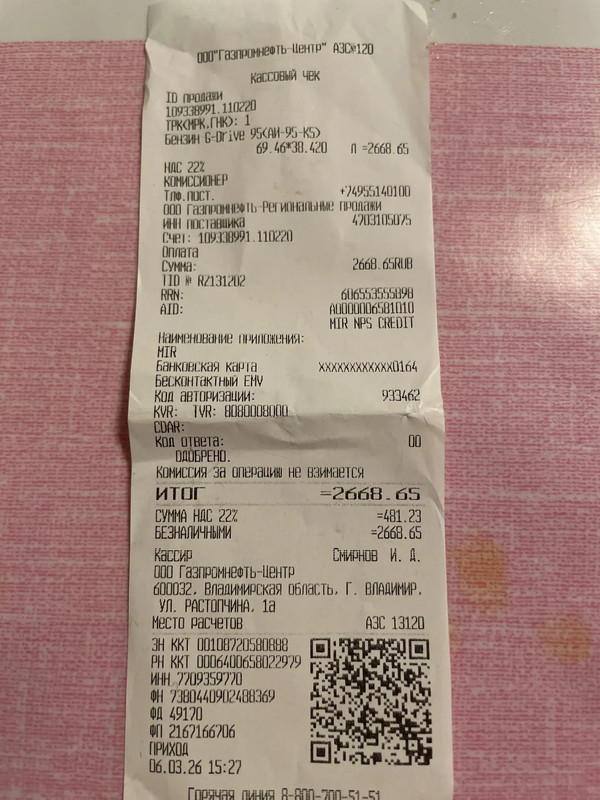 ООО"Газпромнефть-Центр" АЗС№120
КАССОВЫЙ ЧЕК
ID продажи
109338991.110220
ТРК(ИРК,ГНК): 1
Бензин G-Drive 95(АИ-95-К5)
69.46*38.420 Л =2668.65
НДС 22%
КОМИССИОНЕР
Тлф.пост. +74955140100
ООО Газпромнефть-Региональные продажи
ИНН поставщика 4703105075
Счет: 109338991.110220
Оплата
Сумма: 2668.65RUB
TID № RZ131202
RRN: 606553555898
AID: A0000006581010
MIR NPS CREDIT
Наименование приложения:
MIR
Банковская карта XXXXXXXXXXXX0164
Бесконтактный EMV
Код авторизации: 933462
KVR: TVR: 8080008000
CDAR:
Код ответа: 00
ОДОБРЕНО.
Комиссия за операцию не взимается
ИТОГ =2668.65
СУММА НДС 22% =481.23
БЕЗНАЛИЧНЫМИ =2668.65
Кассир Смирнов И. Д.
ООО Газпромнефть-Центр
600032, Владимирская область, Г. ВЛАДИМИР,
УЛ. РАСТОПЧИНА, 1а
Место расчетов АЗС 13120
ЗН ККТ 00108720580888
РН ККТ 0006400658022979
ИНН 7709359770
ФН 7380440902488369
ФД 49170
ФП 2167166706
ПРИХОД
06.03.26 15:27
Горячая линия 8-800-700-51-51